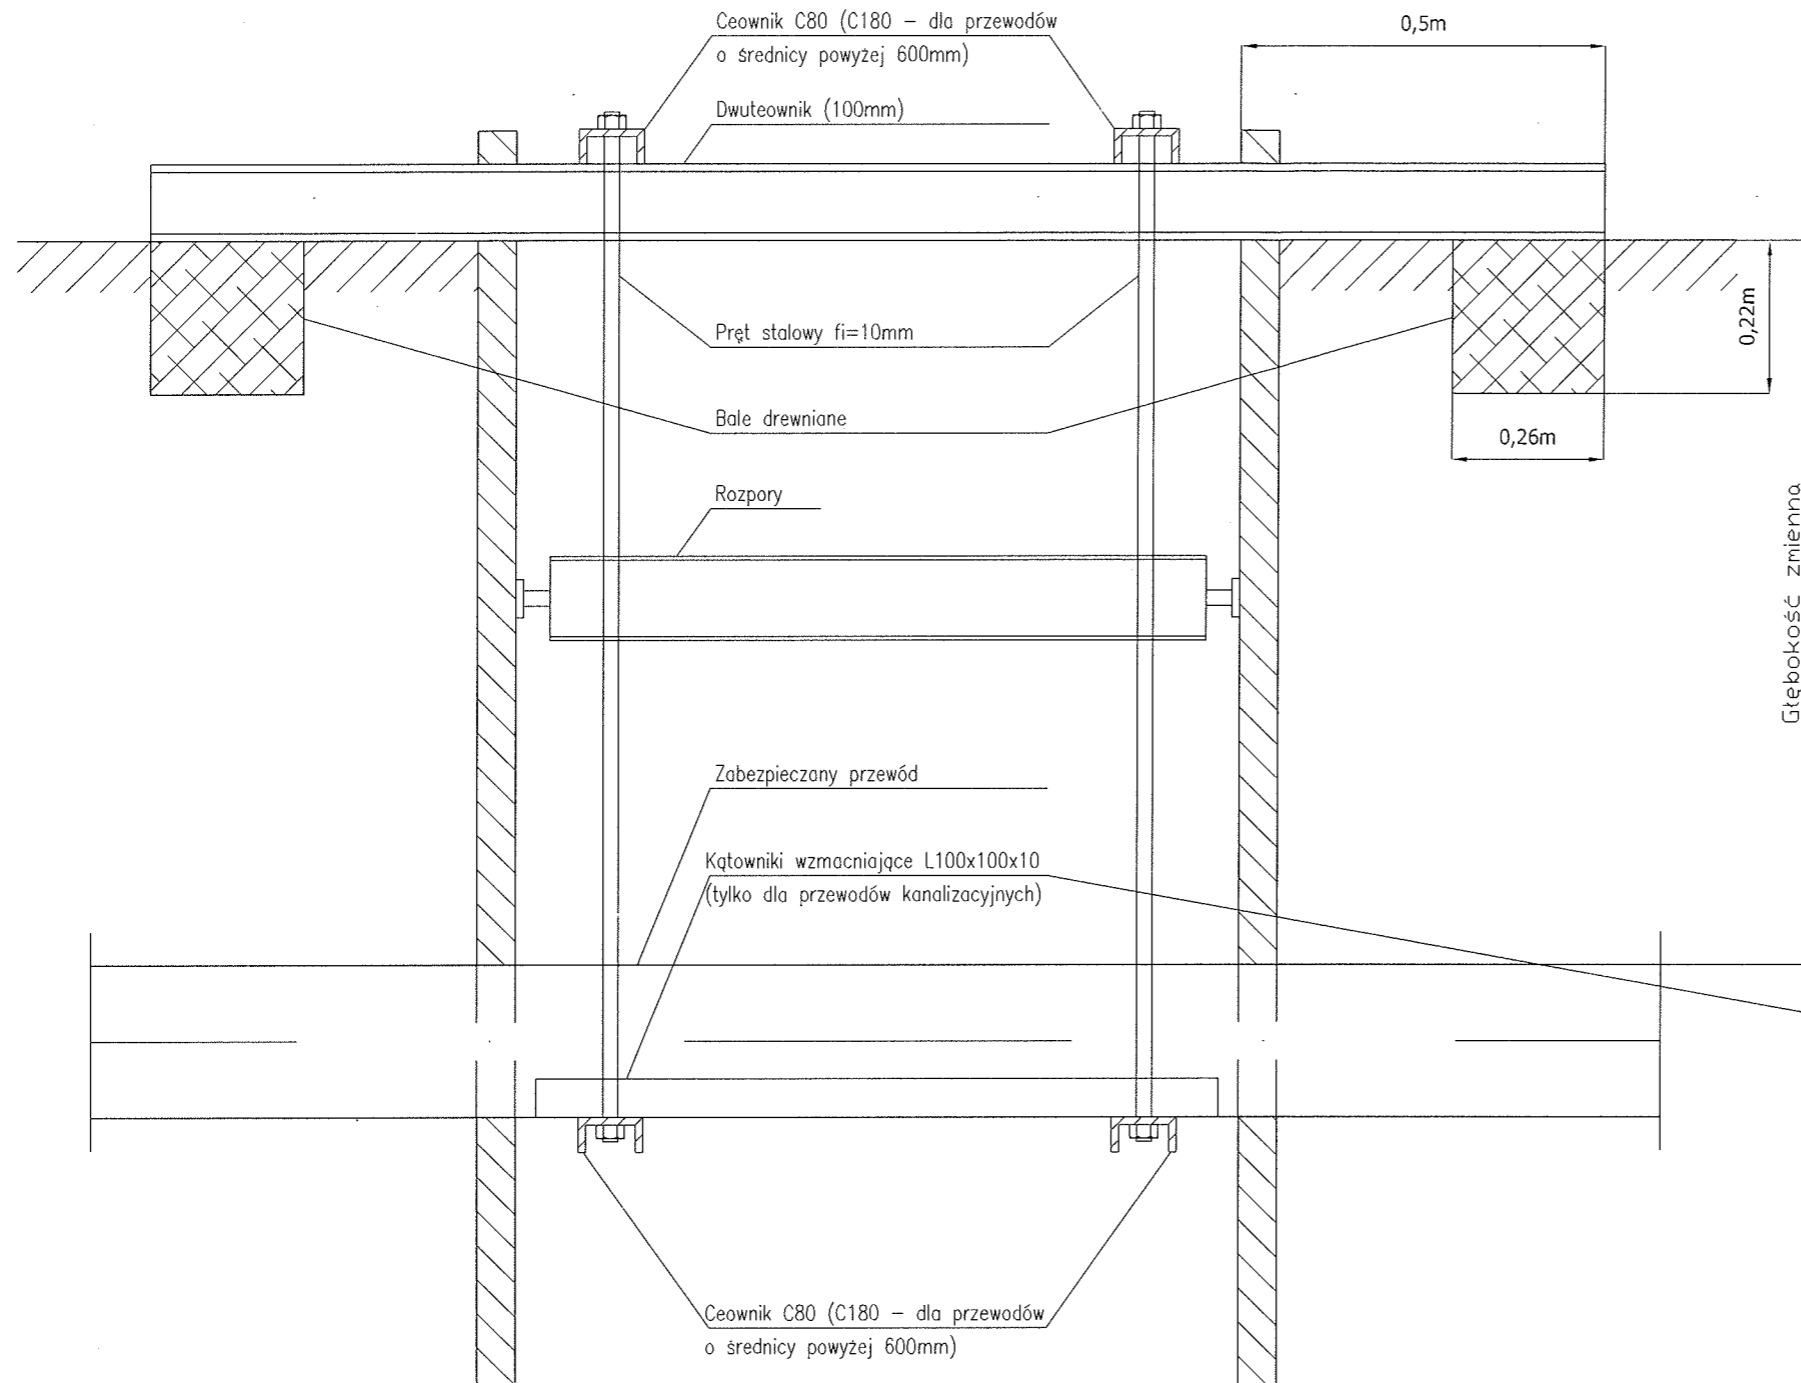 Ceownik C80 (C180 – dla przewodów
o średnicy powyżej 600mm)
0,5m
Dwuteownik (100mm)
Pręt stalowy fi=10mm
0,22m
Bale drewniane
0,26m
Rozpory
Głębokość zmienna
Zabezpieczany przewód
Kątowniki wzmacniające L100x100x10
(tylko dla przewodów kanalizacyjnych)
Ceownik C80 (C180 – dla przewodów
o średnicy powyżej 600mm)